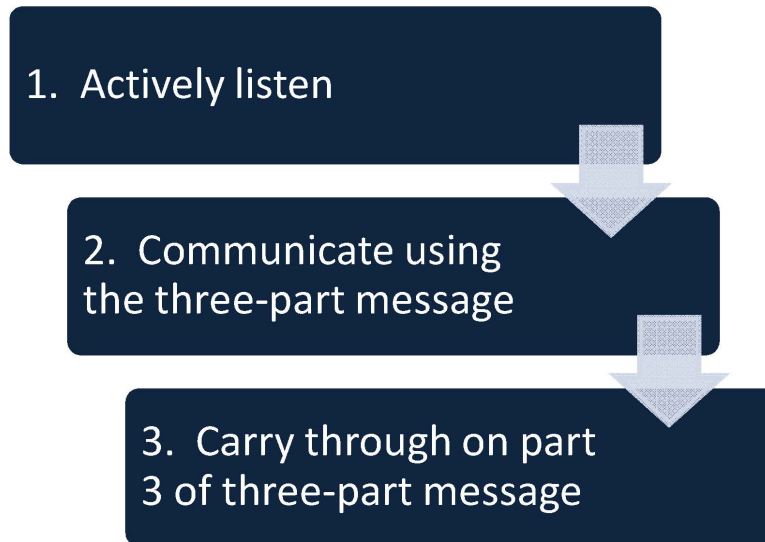 1. Actively listen
2. Communicate using
the three-part message
3. Carry through on part
3 of three-part message